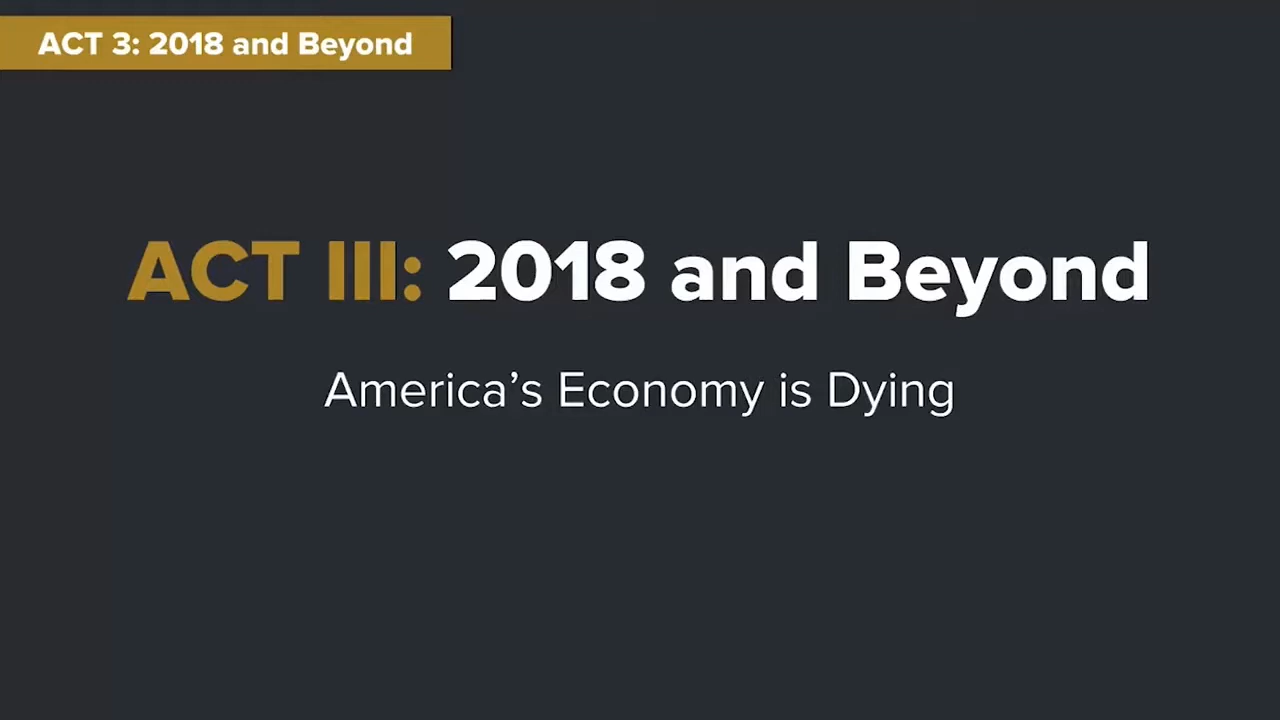 ACT 3: 2018 and Beyond
ACT III: 2018 and Beyond
America’s Economy is Dying